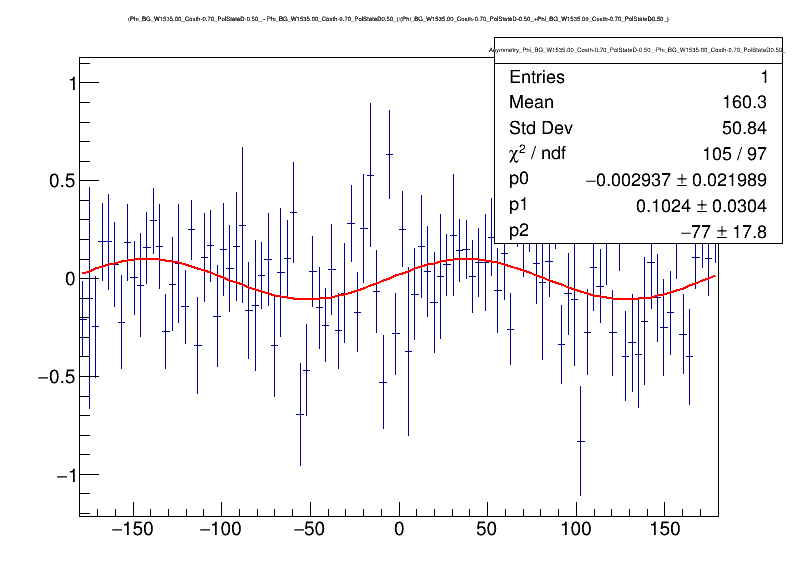 (Phi_BG_W1535.00_Costh-0.70_PolStateD-0.50_ - Phi_BG_W1535.00_Costh-0.70_PolStateD0.50_)/(Phi_BG_W1535.00_Costh-0.70_PolStateD-0.50_+Phi_BG_W1535.00_Costh-0.70_PolStateD0.50_)
Asymmetry_Phi_BG_W1535.00_Costh-0.70_PolStateD-0.50_-Phi_BG_W1535.00_Costh-0.70_PolStateD0.50_
Entries 1
Mean 160.3
Std Dev 50.84
χ² / ndf 105 / 97
p0 −0.002937 ± 0.021989
p1 0.1024 ± 0.0304
p2 −77 ± 17.8
1
0.5
0
−0.5
−1
−150 −100 −50 0 50 100 150